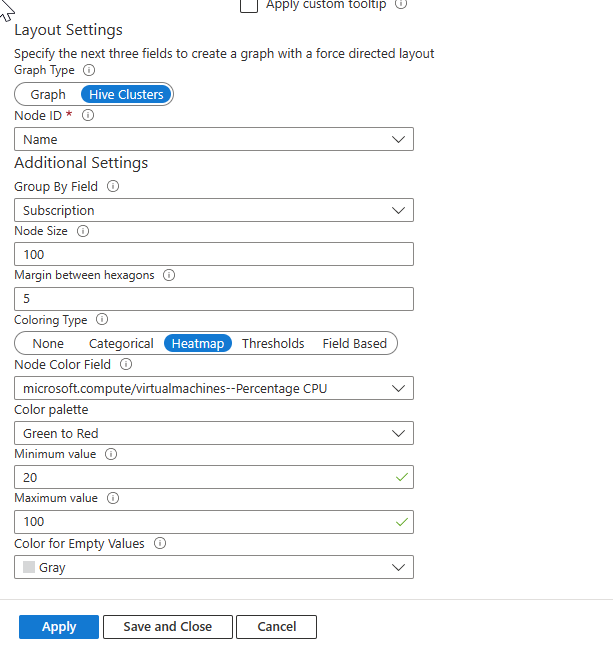 Apply custom tooltip
Layout Settings
Specify the next three fields to create a graph with a force directed layout
Graph Type
Graph Hive Clusters
Node ID *
Name
Additional Settings
Group By Field
Subscription
Node Size
100
Margin between hexagons
5
Coloring Type
None Categorical Heatmap Thresholds Field Based
Node Color Field
microsoft.compute/virtualmachines--Percentage CPU
Color palette
Green to Red
Minimum value
20
Maximum value
100
Color for Empty Values
Gray
Apply Save and Close Cancel